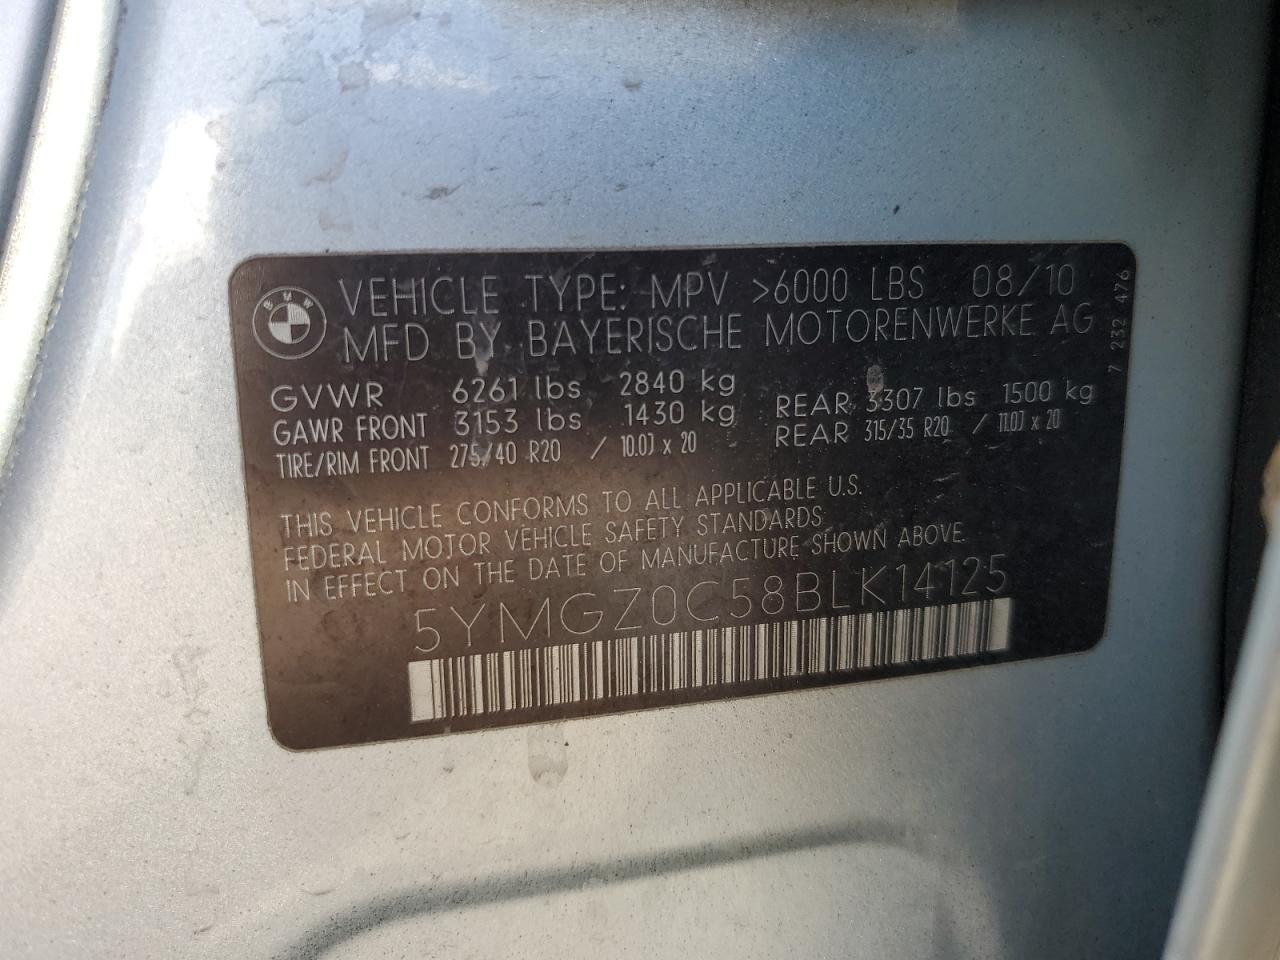 BMW
VEHICLE TYPE: MPV >6000 LBS 08/10
MFD BY BAYERISCHE MOTORENWERKE AG
GVWR 6261 lbs 2840 kg
GAWR FRONT 3153 lbs 1430 kg REAR 3307 lbs 1500 kg
TIRE/RIM FRONT 275/40 R20 / 10.0J x 20 REAR 315/35 R20 / 11.0J x 20
THIS VEHICLE CONFORMS TO ALL APPLICABLE U.S.
FEDERAL MOTOR VEHICLE SAFETY STANDARDS
IN EFFECT ON THE DATE OF MANUFACTURE SHOWN ABOVE.
5YMGZ0C58BLK14125
7 232 476